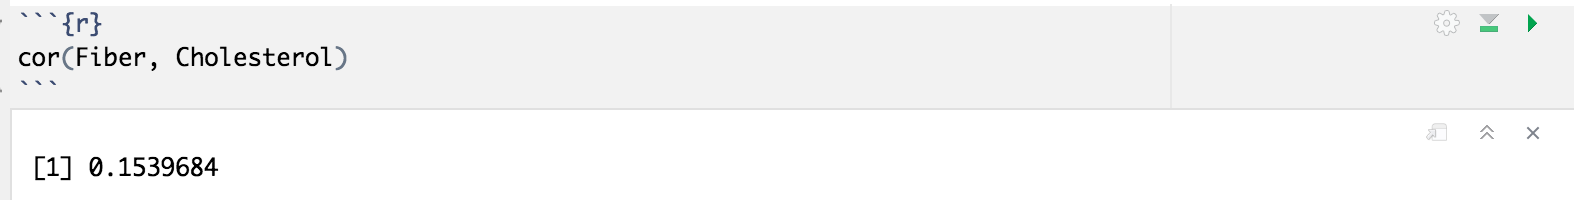 ```{r}
cor(Fiber, Cholesterol)
```
[1] 0.1539684